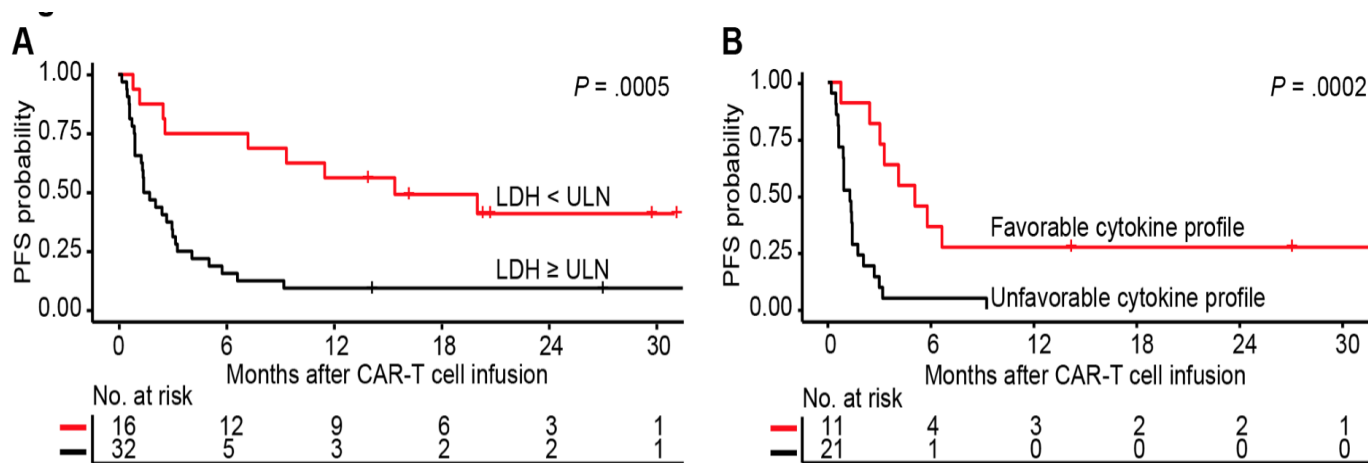 A
PFS probability
1.00
0.75
0.50
0.25
0.00
P = .0005
LDH < ULN
LDH ≥ ULN
0 6 12 18 24 30
Months after CAR-T cell infusion
No. at risk
16 12 9 6 3 1
32 5 3 2 2 1
B
PFS probability
1.00
0.75
0.50
0.25
0.00
P = .0002
Favorable cytokine profile
Unfavorable cytokine profile
0 6 12 18 24 30
Months after CAR-T cell infusion
No. at risk
11 4 3 2 2 1
21 1 0 0 0 0